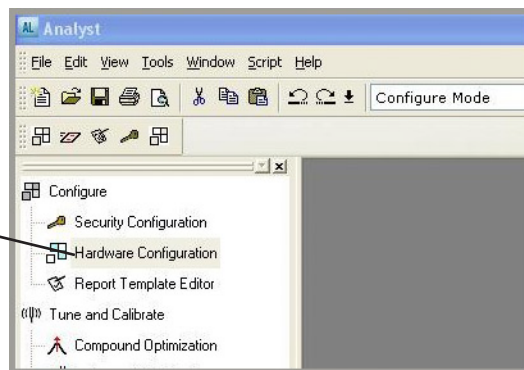 AL Analyst
File Edit View Tools Window Script Help
Configure Mode
Configure
Security Configuration
Hardware Configuration
Report Template Editor
Tune and Calibrate
Compound Optimization